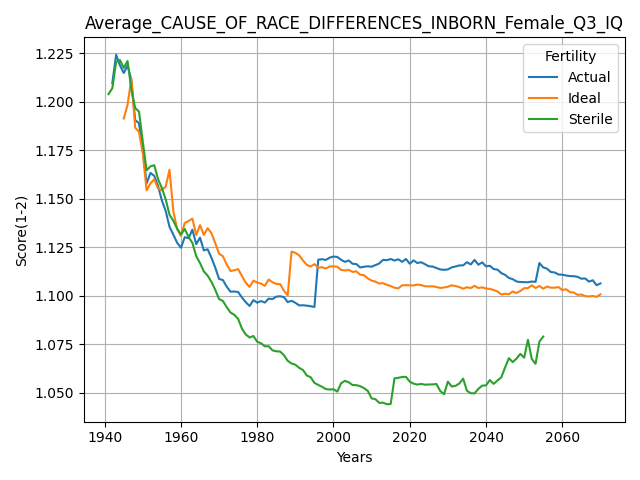 Average_CAUSE_OF_RACE_DIFFERENCES_INBORN_Female_Q3_IQ
Fertility
Actual
Ideal
Sterile
Score(1-2)
1.225
1.200
1.175
1.150
1.125
1.100
1.075
1.050
1940 1960 1980 2000 2020 2040 2060
Years